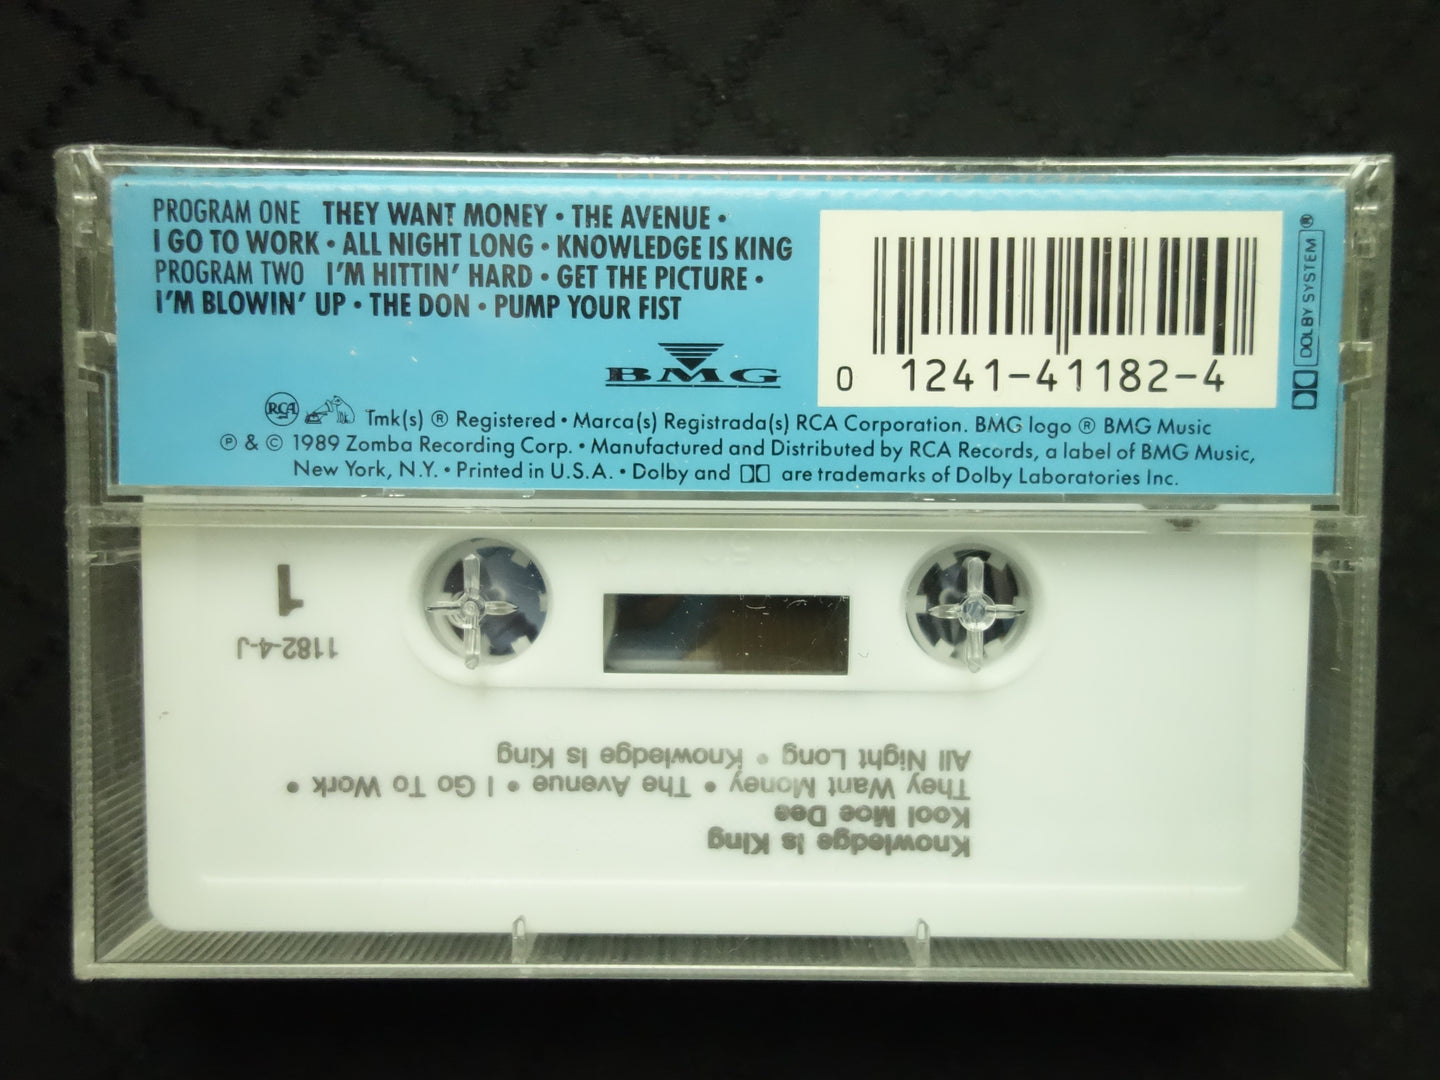 PROGRAM ONE THEY WANT MONEY • THE AVENUE •
I GO TO WORK • ALL NIGHT LONG • KNOWLEDGE IS KING
PROGRAM TWO I'M HITTIN' HARD • GET THE PICTURE •
I'M BLOWIN' UP • THE DON • PUMP YOUR FIST
BMG
0 1241-41182-4
DOLBY SYSTEM ®
RCA Tmk(s) ® Registered • Marca(s) Registrada(s) RCA Corporation. BMG logo ® BMG Music
℗ & © 1989 Zomba Recording Corp. • Manufactured and Distributed by RCA Records, a label of BMG Music,
New York, N.Y. • Printed in U.S.A. • Dolby and are trademarks of Dolby Laboratories Inc.
1
1182-4-J
Knowledge Is King
Kool Moe Dee
They Want Money • The Avenue • I Go To Work •
All Night Long • Knowledge Is King